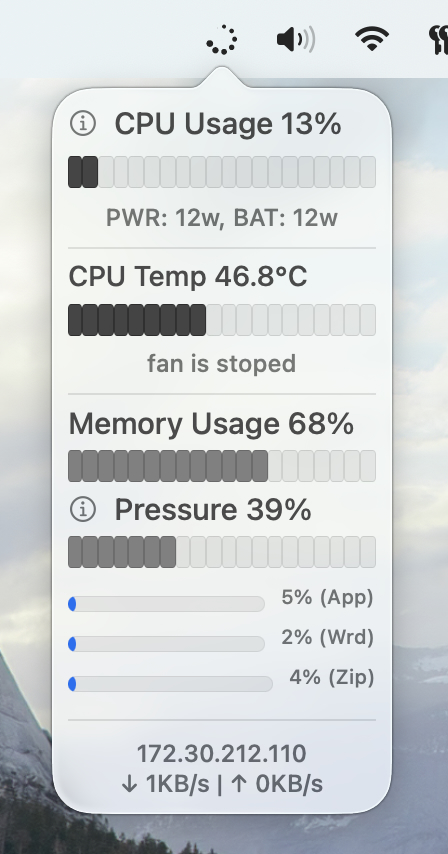 CPU Usage 13%
PWR: 12w, BAT: 12w
CPU Temp 46.8°C
fan is stoped
Memory Usage 68%
Pressure 39%
5% (App)
2% (Wrd)
4% (Zip)
172.30.212.110
↓ 1KB/s | ↑ 0KB/s